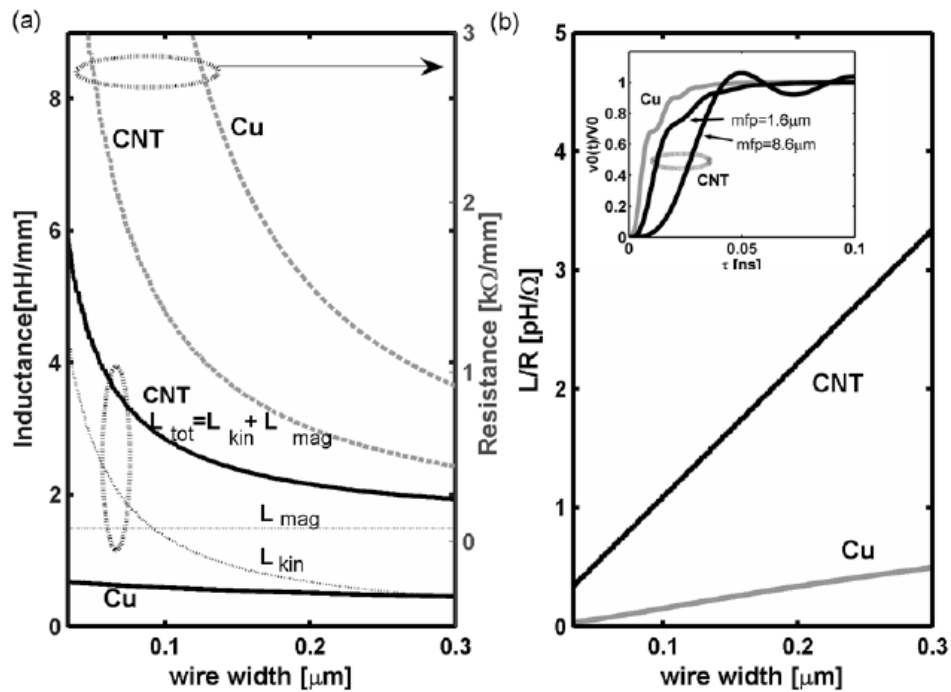 (a)
Inductance[nH/mm]
8
6
4
2
0
3
2
1
0
Resistance [kΩ/mm]
CNT
Cu
CNT
L tot=L kin+ L mag
L mag
L kin
Cu
0.1
0.2
0.3
wire width [μm]
(b)
L/R [pH/Ω]
5
4
3
2
1
0
v0(t)/V0
1
0.8
0.6
0.4
0.2
0
Cu
mfp=1.6μm
mfp=8.6μm
CNT
0
0.05
0.1
τ [ns]
CNT
Cu
0.1
0.2
0.3
wire width [μm]